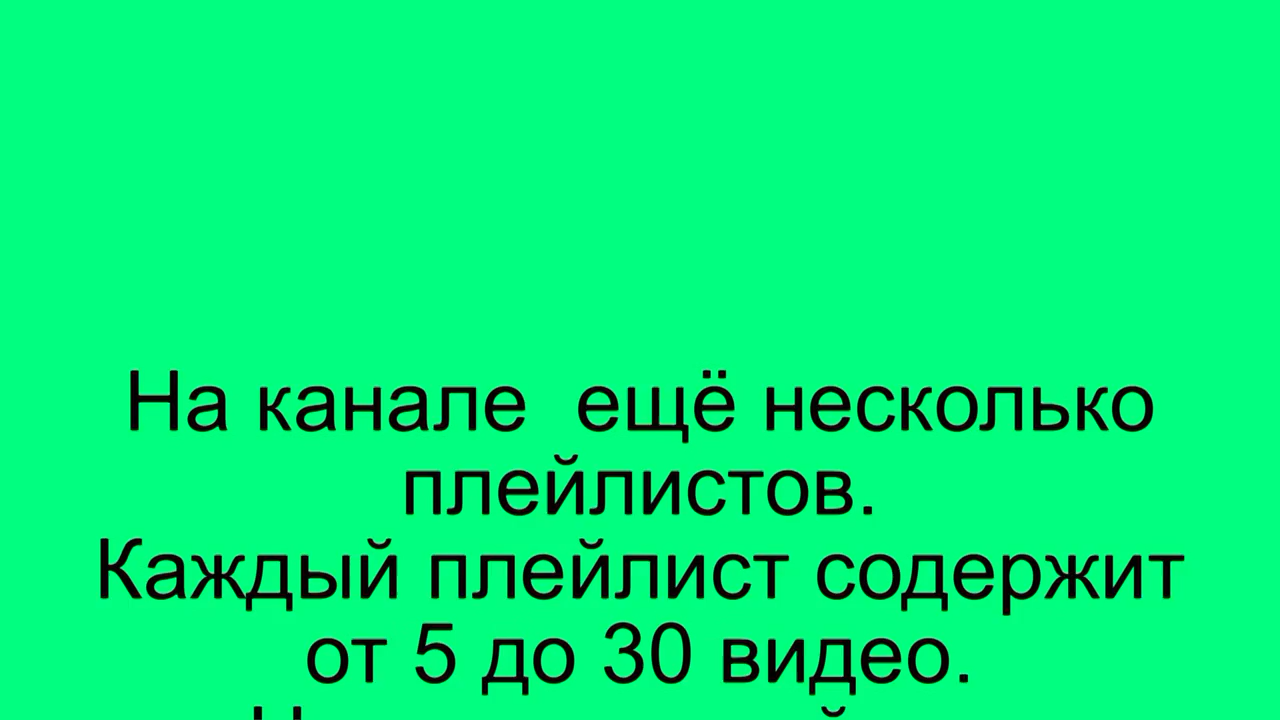 На канале  ещё несколько
плейлистов.
Каждый плейлист содержит
от 5 до 30 видео.